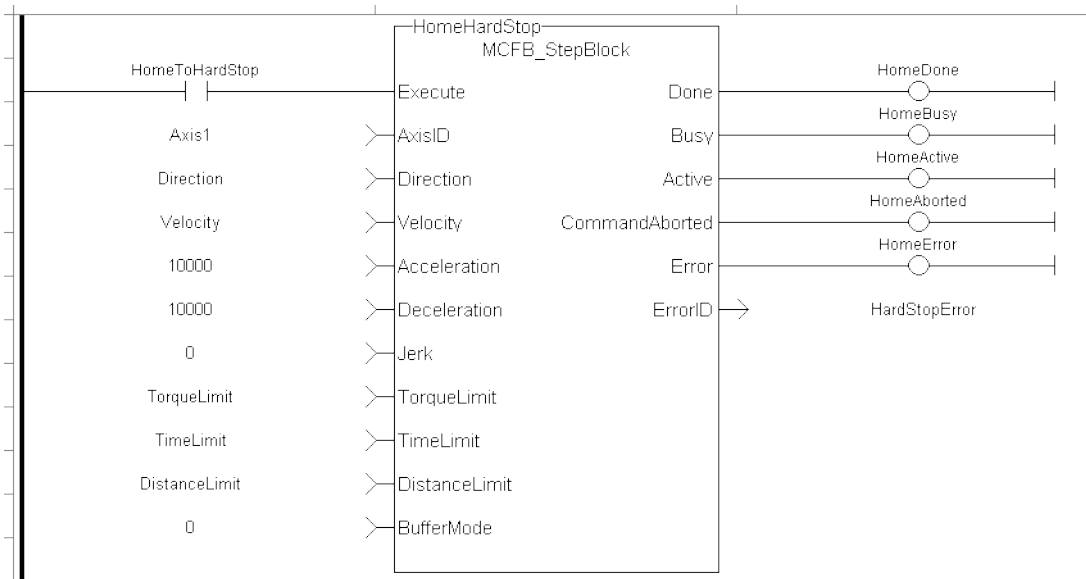 HomeHardStop
MCFB_StepBlock
HomeToHardStop
HomeDone
Execute
Done
HomeBusy
Axis1
AxisID
Busy
HomeActive
Direction
Direction
Active
HomeAborted
Velocity
Velocity
CommandAborted
HomeError
10000
Acceleration
Error
10000
Deceleration
ErrorID
HardStopError
0
Jerk
TorqueLimit
TorqueLimit
TimeLimit
TimeLimit
DistanceLimit
DistanceLimit
0
BufferMode